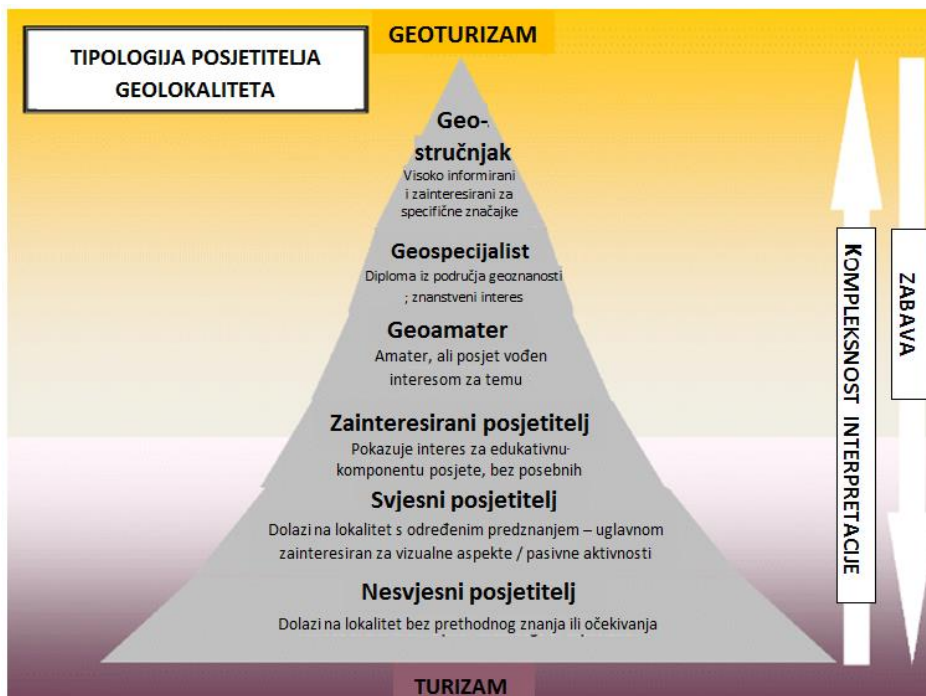 TIPOLOGIJA POSJETITELJA
GEOLOKALITETA
GEOTURIZAM
Geo-
stručnjak
Visoko informirani
i zainteresirani za
specifične značajke
Geospecijalist
Diploma iz područja geoznanosti
; znanstveni interes
Geoamater
Amater, ali posjet vođen
interesom za temu
Zainteresirani posjetitelj
Pokazuje interes za edukativnu
komponentu posjete, bez posebnih
Svjesni posjetitelj
Dolazi na lokalitet s određenim predznanjem – uglavnom
zainteresiran za vizualne aspekte / pasivne aktivnosti
Nesvjesni posjetitelj
Dolazi na lokalitet bez prethodnog znanja ili očekivanja
TURIZAM
KOMPLEKSNOST INTERPRETACIJE
ZABAVA